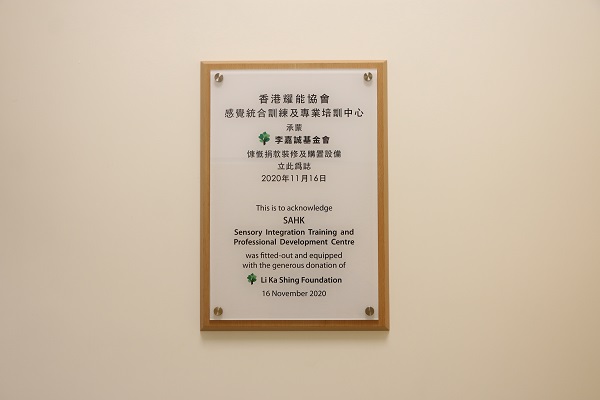 香港耀能協會
感覺統合訓練及專業培訓中心
承蒙
李嘉誠基金會
慷慨捐款裝修及購置設備
立此爲誌
2020年11月16日
This is to acknowledge
SAHK
Sensory Integration Training and
Professional Development Centre
was fitted-out and equipped
with the generous donation of
Li Ka Shing Foundation
16 November 2020